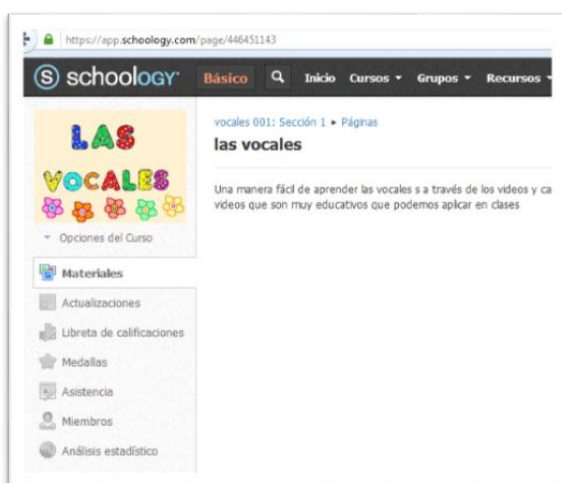 https://app.schoology.com/page/446451143
S schoology Básico Inicio Cursos Grupos Recursos
LAS
VOCALES
Opciones del Curso
Materiales
Actualizaciones
Libreta de calificaciones
Medallas
Asistencia
Miembros
Análisis estadístico
vocales 001: Sección 1 ▸ Páginas
las vocales
Una manera fácil de aprender las vocales s a través de los videos y ca
videos que son muy educativos que podemos aplicar en clases